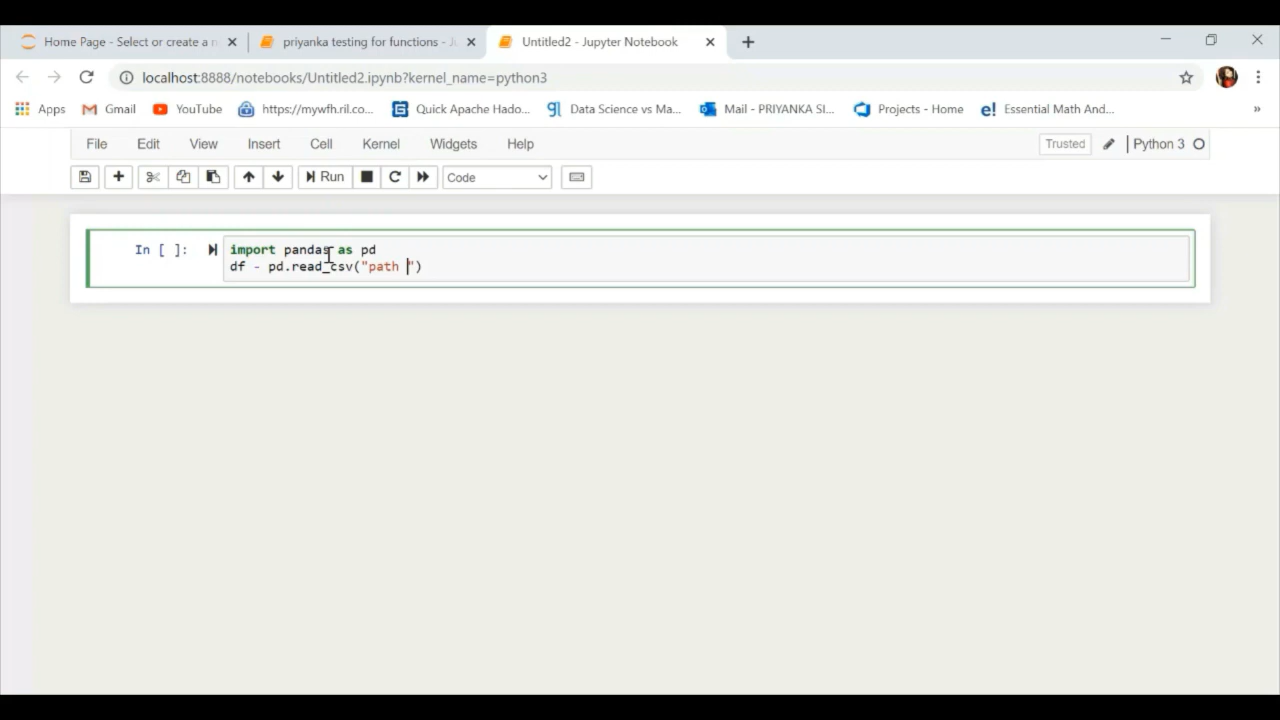 Home Page - Select or create a n
priyanka testing for functions - Ju
Untitled2 - Jupyter Notebook
localhost:8888/notebooks/Untitled2.ipynb?kernel_name=python3
Apps
Gmail
YouTube
https://mywfh.ril.co...
Quick Apache Hado...
Data Science vs Ma...
Mail - PRIYANKA SI...
Projects - Home
Essential Math And...
»
File
Edit
View
Insert
Cell
Kernel
Widgets
Help
Trusted
Python 3
Run
Code
In [ ]:
import pandas as pd
df - pd.read_csv("path ")